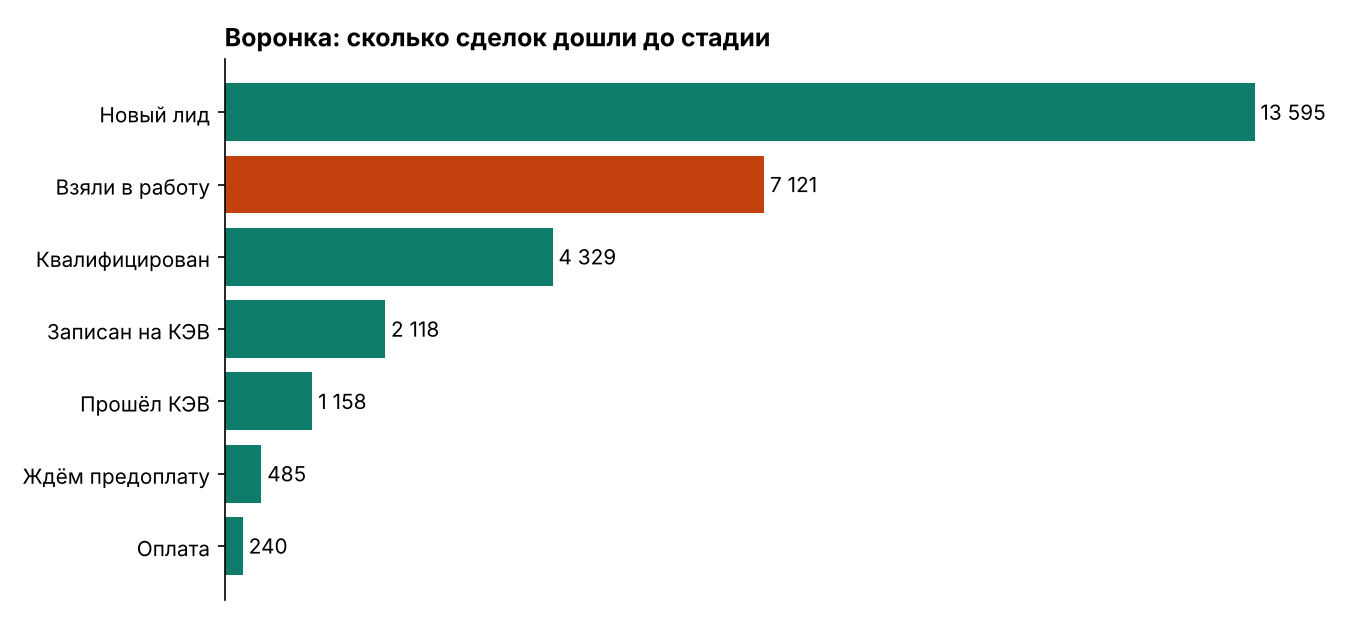 Воронка: сколько сделок дошли до стадии
Новый лид 13 595
Взяли в работу 7 121
Квалифицирован 4 329
Записан на КЭВ 2 118
Прошёл КЭВ 1 158
Ждём предоплату 485
Оплата 240